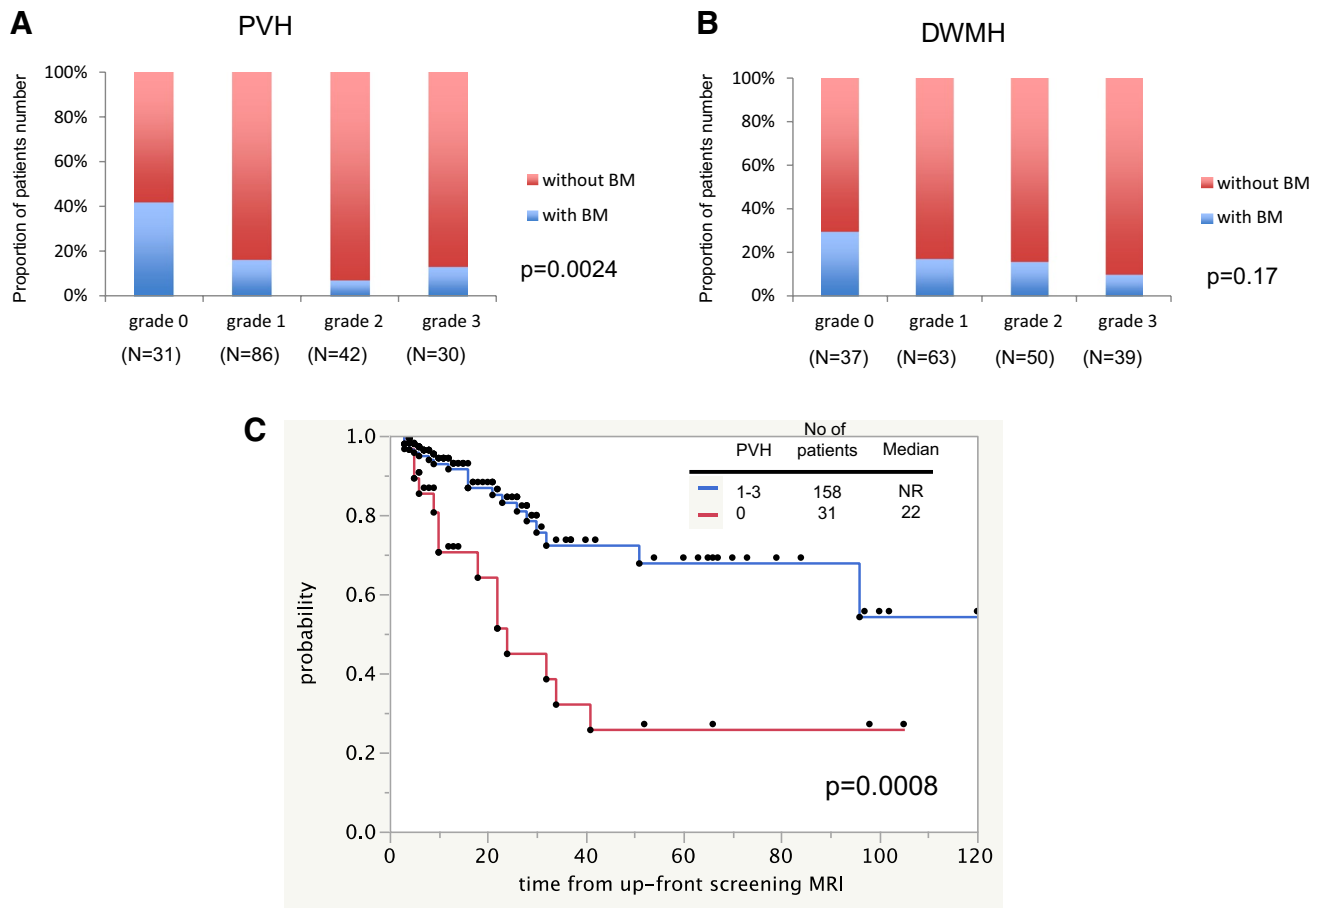 A
PVH
Proportion of patients number
100%
80%
60%
40%
20%
0%
grade 0
grade 1
grade 2
grade 3
(N=31)
(N=86)
(N=42)
(N=30)
without BM
with BM
p=0.0024
B
DWMH
Proportion of patients number
100%
80%
60%
40%
20%
0%
grade 0
grade 1
grade 2
grade 3
(N=37)
(N=63)
(N=50)
(N=39)
without BM
with BM
p=0.17
C
probability
1.0
0.8
0.6
0.4
0.2
0.0
0
20
40
60
80
100
120
time from up-front screening MRI
No of
PVH patients Median
1-3 158 NR
0 31 22
p=0.0008